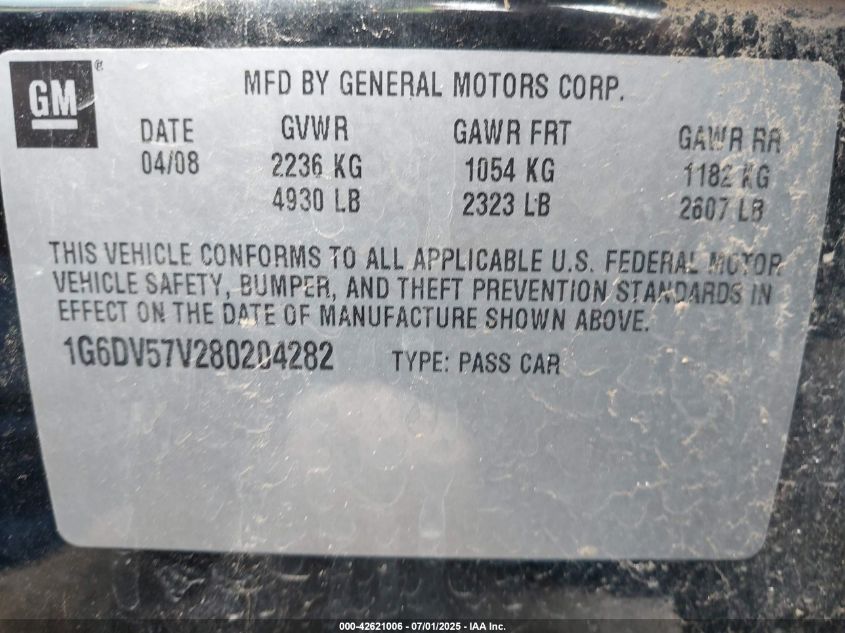 GM®
MFD BY GENERAL MOTORS CORP.
DATE GVWR GAWR FRT GAWR RR
04/08 2236 KG 1054 KG 1182 KG
4930 LB 2323 LB 2607 LB
THIS VEHICLE CONFORMS TO ALL APPLICABLE U.S. FEDERAL MOTOR
VEHICLE SAFETY, BUMPER, AND THEFT PREVENTION STANDARDS IN
EFFECT ON THE DATE OF MANUFACTURE SHOWN ABOVE.
1G6DV57V280204282 TYPE: PASS CAR
000-42621006 - 07/01/2025 - IAA Inc.